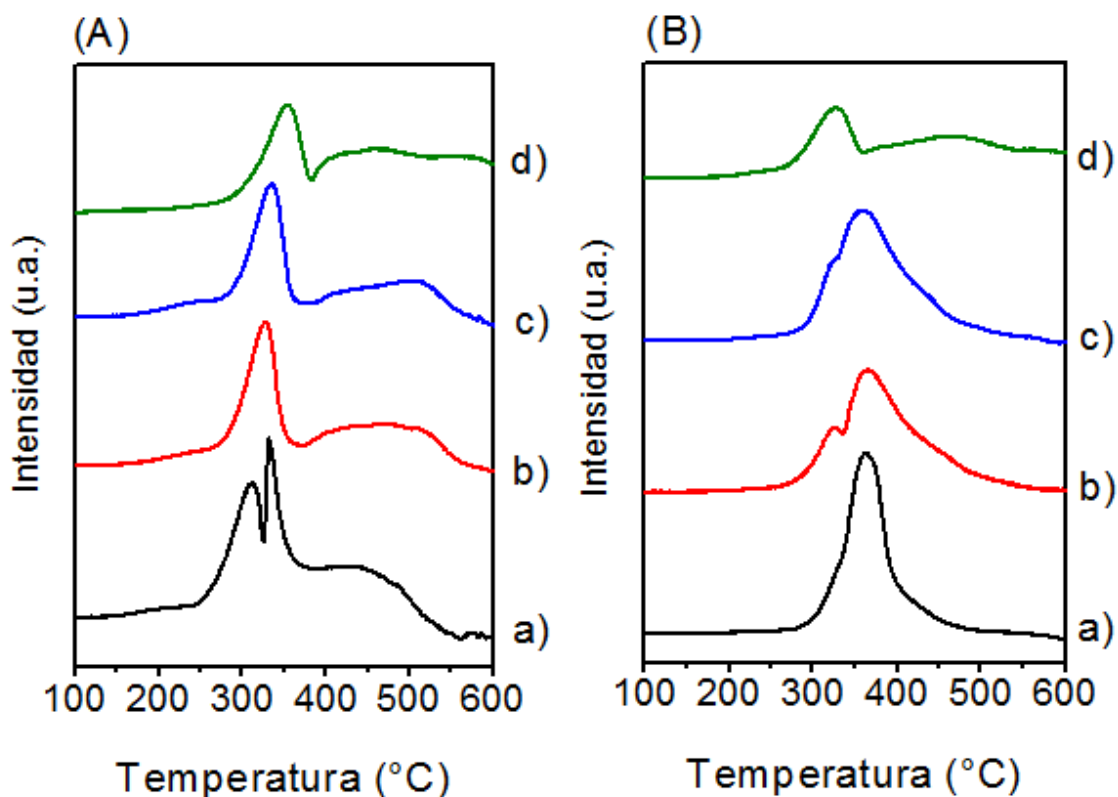 (A)
Intensidad (u.a.)
d)
c)
b)
a)
100 200 300 400 500 600
Temperatura (°C)
(B)
Intensidad (u.a.)
d)
c)
b)
a)
100 200 300 400 500 600
Temperatura (°C)